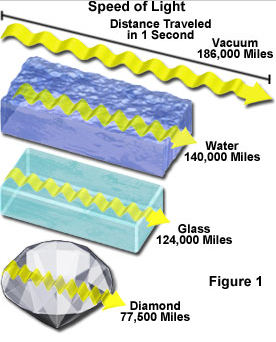 Speed of Light
Distance Traveled
in 1 Second
Vacuum
186,000 Miles
Water
140,000 Miles
Glass
124,000 Miles
Figure 1
Diamond
77,500 Miles